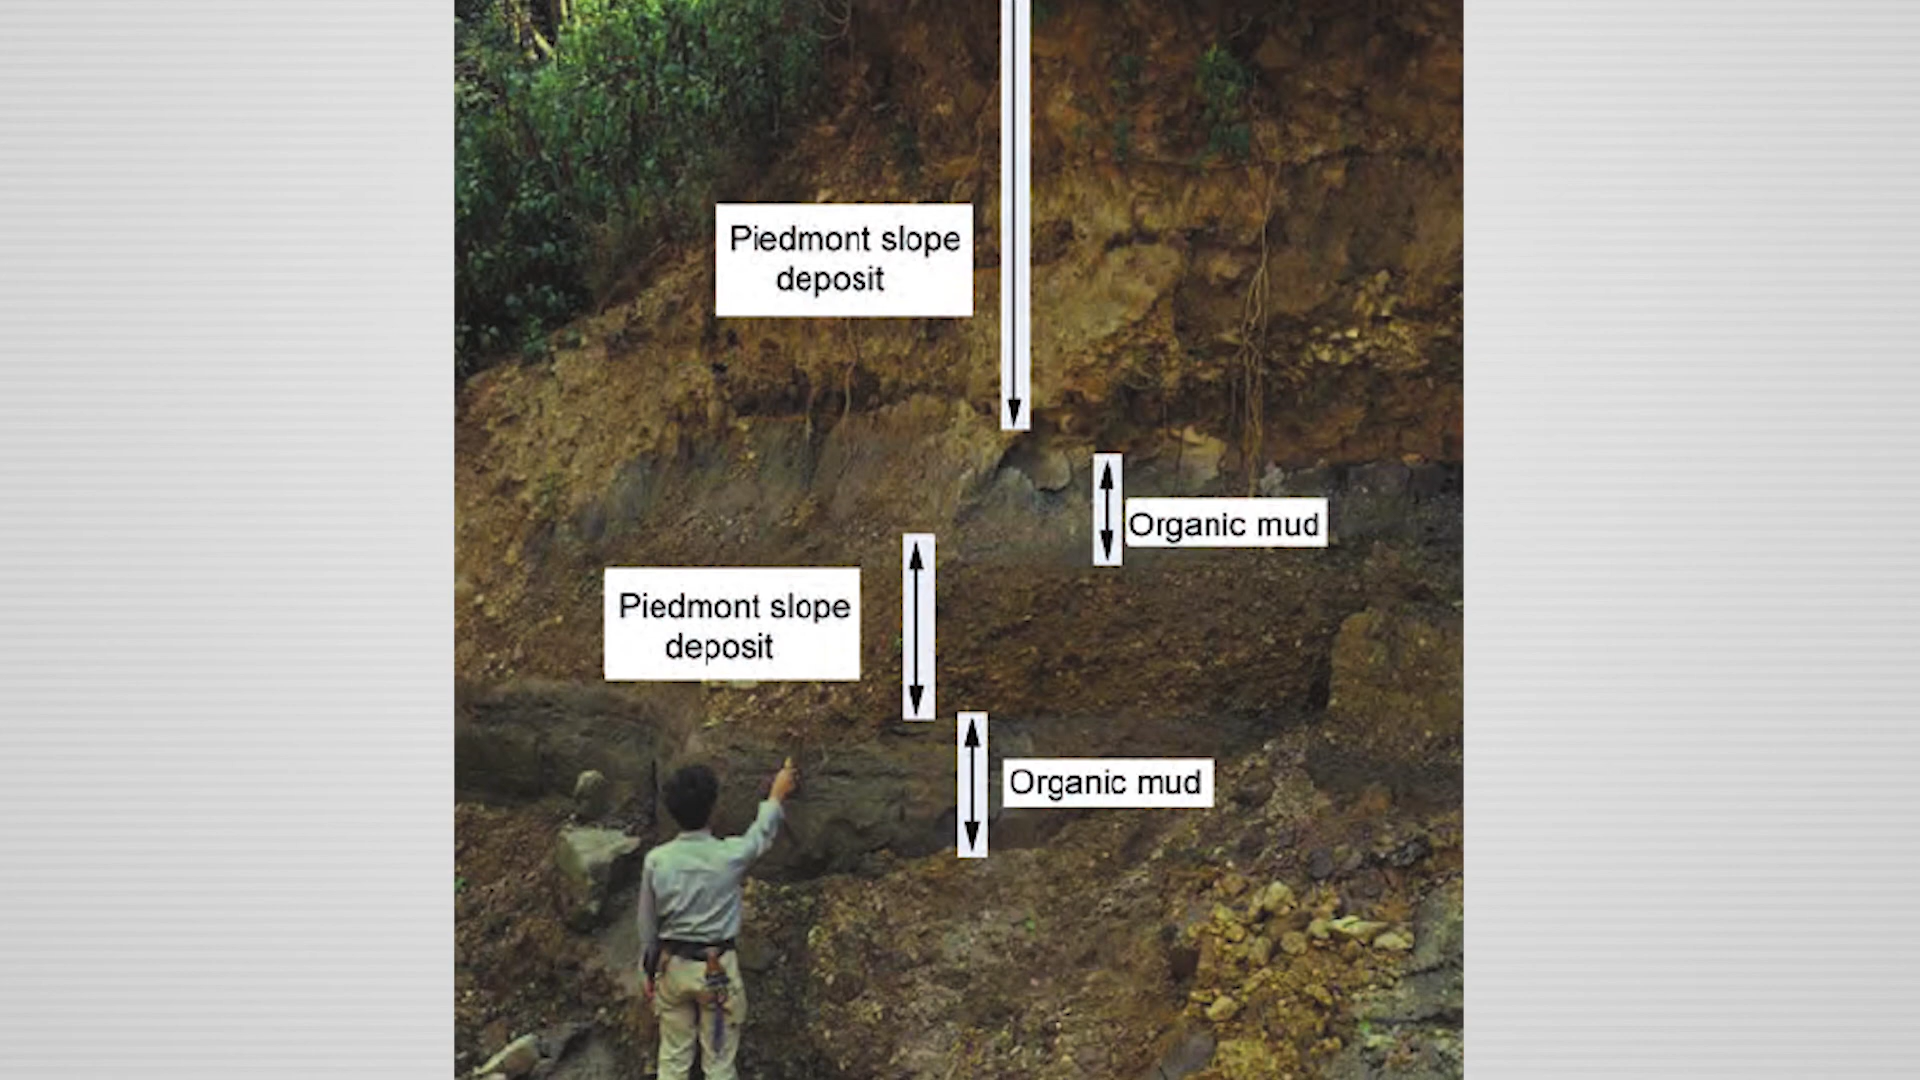 Piedmont slope
deposit
Organic mud
Piedmont slope
deposit
Organic mud